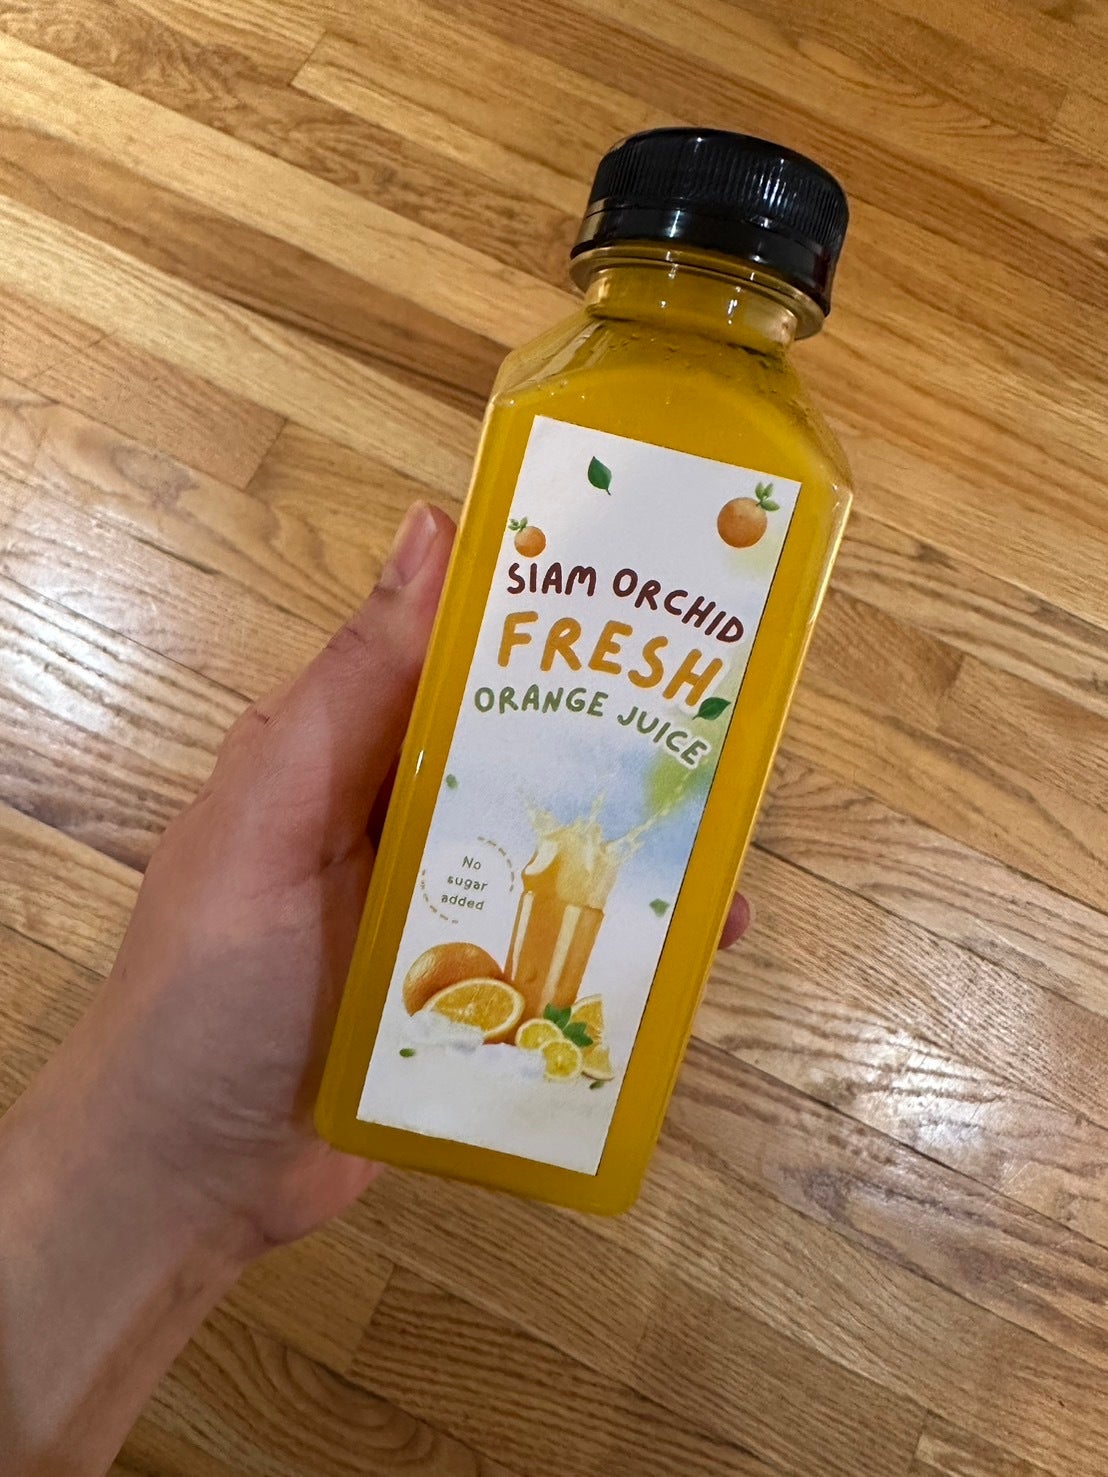 SIAM ORCHID
FRESH
ORANGE JUICE
No
sugar
added